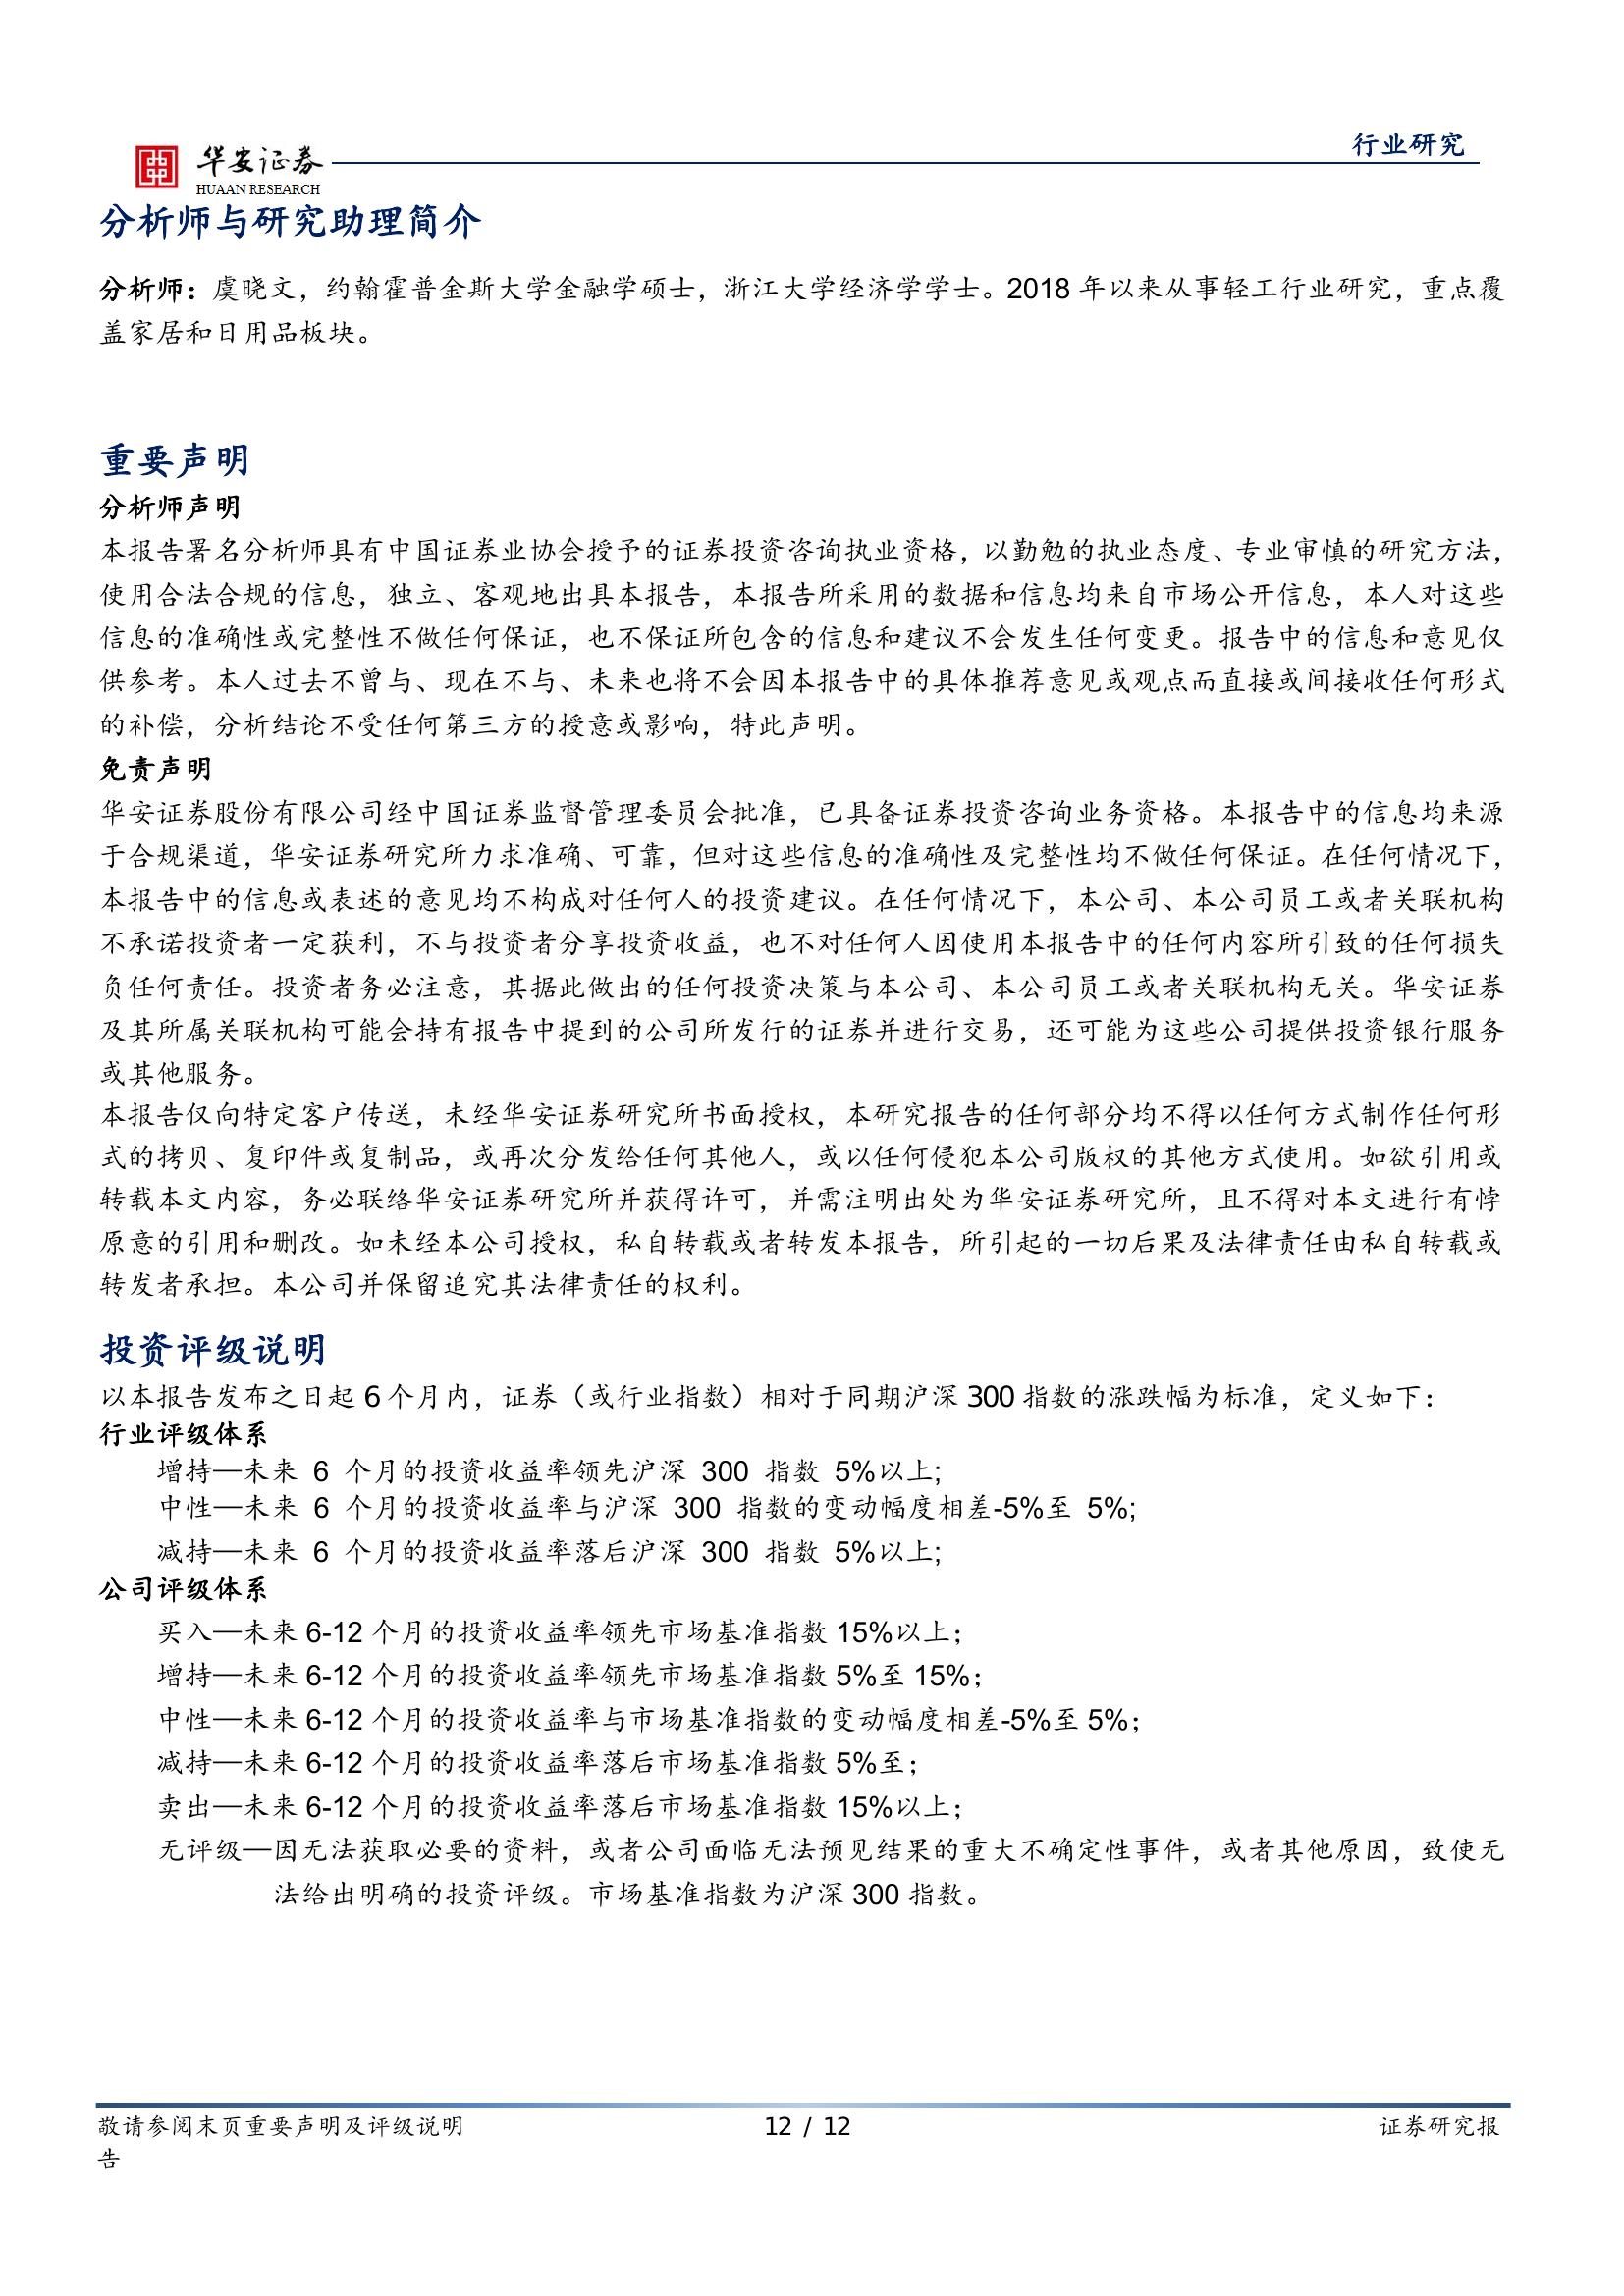 华安证券
HUAAN RESEARCH
行业研究
分析师与研究助理简介
分析师：虞晓文，约翰霍普金斯大学金融学硕士，浙江大学经济学学士。2018 年以来从事轻工行业研究，重点覆
盖家居和日用品板块。
重要声明
分析师声明
本报告署名分析师具有中国证券业协会授予的证券投资咨询执业资格，以勤勉的执业态度、专业审慎的研究方法，
使用合法合规的信息，独立、客观地出具本报告，本报告所采用的数据和信息均来自市场公开信息，本人对这些
信息的准确性或完整性不做任何保证，也不保证所包含的信息和建议不会发生任何变更。报告中的信息和意见仅
供参考。本人过去不曾与、现在不与、未来也将不会因本报告中的具体推荐意见或观点而直接或间接收任何形式
的补偿，分析结论不受任何第三方的授意或影响，特此声明。
免责声明
华安证券股份有限公司经中国证券监督管理委员会批准，已具备证券投资咨询业务资格。本报告中的信息均来源
于合规渠道，华安证券研究所力求准确、可靠，但对这些信息的准确性及完整性均不做任何保证。在任何情况下，
本报告中的信息或表述的意见均不构成对任何人的投资建议。在任何情况下，本公司、本公司员工或者关联机构
不承诺投资者一定获利，不与投资者分享投资收益，也不对任何人因使用本报告中的任何内容所引致的任何损失
负任何责任。投资者务必注意，其据此做出的任何投资决策与本公司、本公司员工或者关联机构无关。华安证券
及其所属关联机构可能会持有报告中提到的公司所发行的证券并进行交易，还可能为这些公司提供投资银行服务
或其他服务。
本报告仅向特定客户传送，未经华安证券研究所书面授权，本研究报告的任何部分均不得以任何方式制作任何形
式的拷贝、复印件或复制品，或再次分发给任何其他人，或以任何侵犯本公司版权的其他方式使用。如欲引用或
转载本文内容，务必联络华安证券研究所并获得许可，并需注明出处为华安证券研究所，且不得对本文进行有悖
原意的引用和删改。如未经本公司授权，私自转载或者转发本报告，所引起的一切后果及法律责任由私自转载或
转发者承担。本公司并保留追究其法律责任的权利。
投资评级说明
以本报告发布之日起 6 个月内，证券（或行业指数）相对于同期沪深 300 指数的涨跌幅为标准，定义如下：
行业评级体系
增持—未来 6 个月的投资收益率领先沪深 300 指数 5%以上;
中性—未来 6 个月的投资收益率与沪深 300 指数的变动幅度相差-5%至 5%;
减持—未来 6 个月的投资收益率落后沪深 300 指数 5%以上;
公司评级体系
买入—未来 6-12 个月的投资收益率领先市场基准指数 15%以上；
增持—未来 6-12 个月的投资收益率领先市场基准指数 5%至 15%；
中性—未来 6-12 个月的投资收益率与市场基准指数的变动幅度相差-5%至 5%；
减持—未来 6-12 个月的投资收益率落后市场基准指数 5%至；
卖出—未来 6-12 个月的投资收益率落后市场基准指数 15%以上；
无评级—因无法获取必要的资料，或者公司面临无法预见结果的重大不确定性事件，或者其他原因，致使无
法给出明确的投资评级。市场基准指数为沪深 300 指数。
敬请参阅末页重要声明及评级说明 12 / 12 证券研究报
告